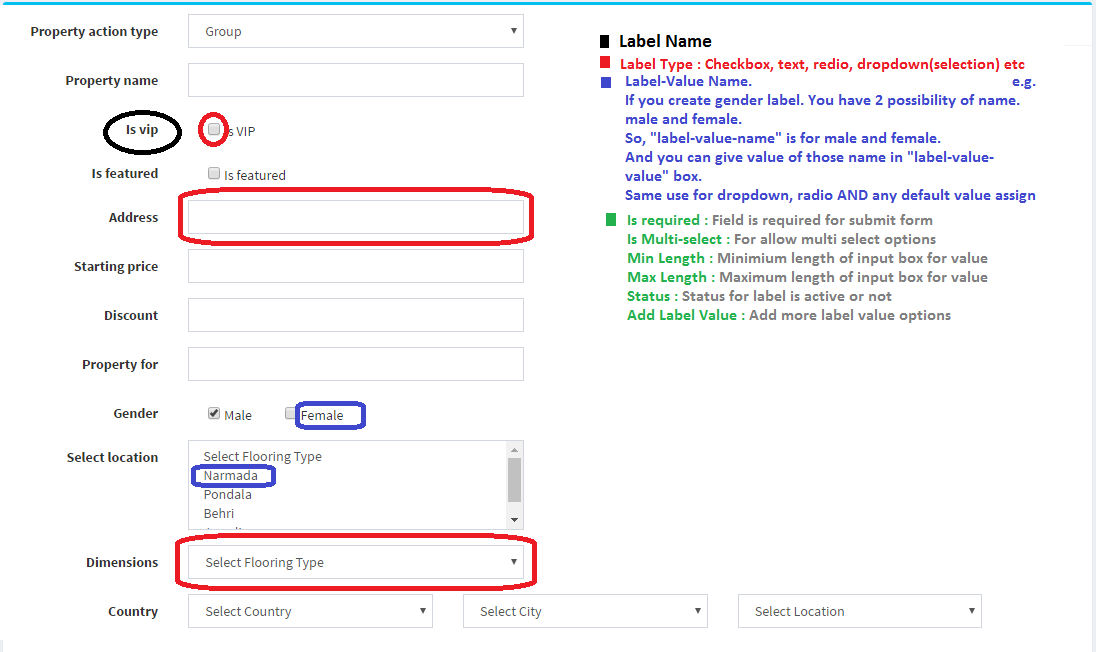 Property action type
Group
Property name
Is vip
Is VIP
Is featured
Is featured
Address
Starting price
Discount
Property for
Gender
Male
Female
Select location
Select Flooring Type
Narmada
Pondala
Behri
Dimensions
Select Flooring Type
Country
Select Country
Select City
Select Location
Label Name
Label Type : Checkbox, text, redio, dropdown(selection) etc
Label-Value Name. e.g.
If you create gender label. You have 2 possibility of name.
male and female.
So, "label-value-name" is for male and female.
And you can give value of those name in "label-value-
value" box.
Same use for dropdown, radio AND any default value assign
Is required : Field is required for submit form
Is Multi-select : For allow multi select options
Min Length : Minimium length of input box for value
Max Length : Maximum length of input box for value
Status : Status for label is active or not
Add Label Value : Add more label value options